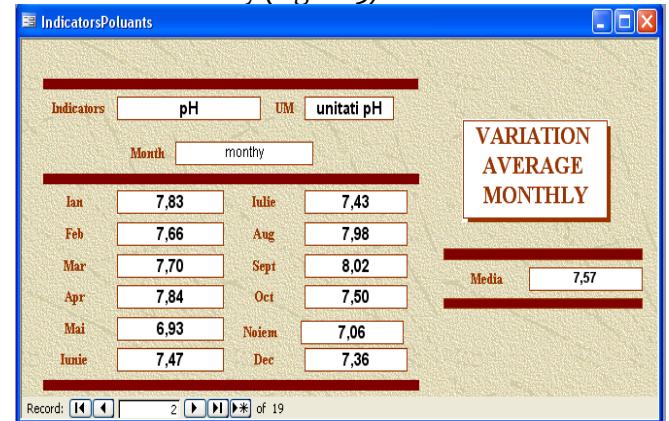 IndicatorsPoluants
Indicators pH UM unitati pH
Month monthy
VARIATION
AVERAGE
MONTHLY
Ian 7,83 Iulie 7,43
Feb 7,66 Aug 7,98
Mar 7,70 Sept 8,02
Apr 7,84 Oct 7,50
Mai 6,93 Noiem 7,06
Iunie 7,47 Dec 7,36
Media 7,57
Record: 2 of 19